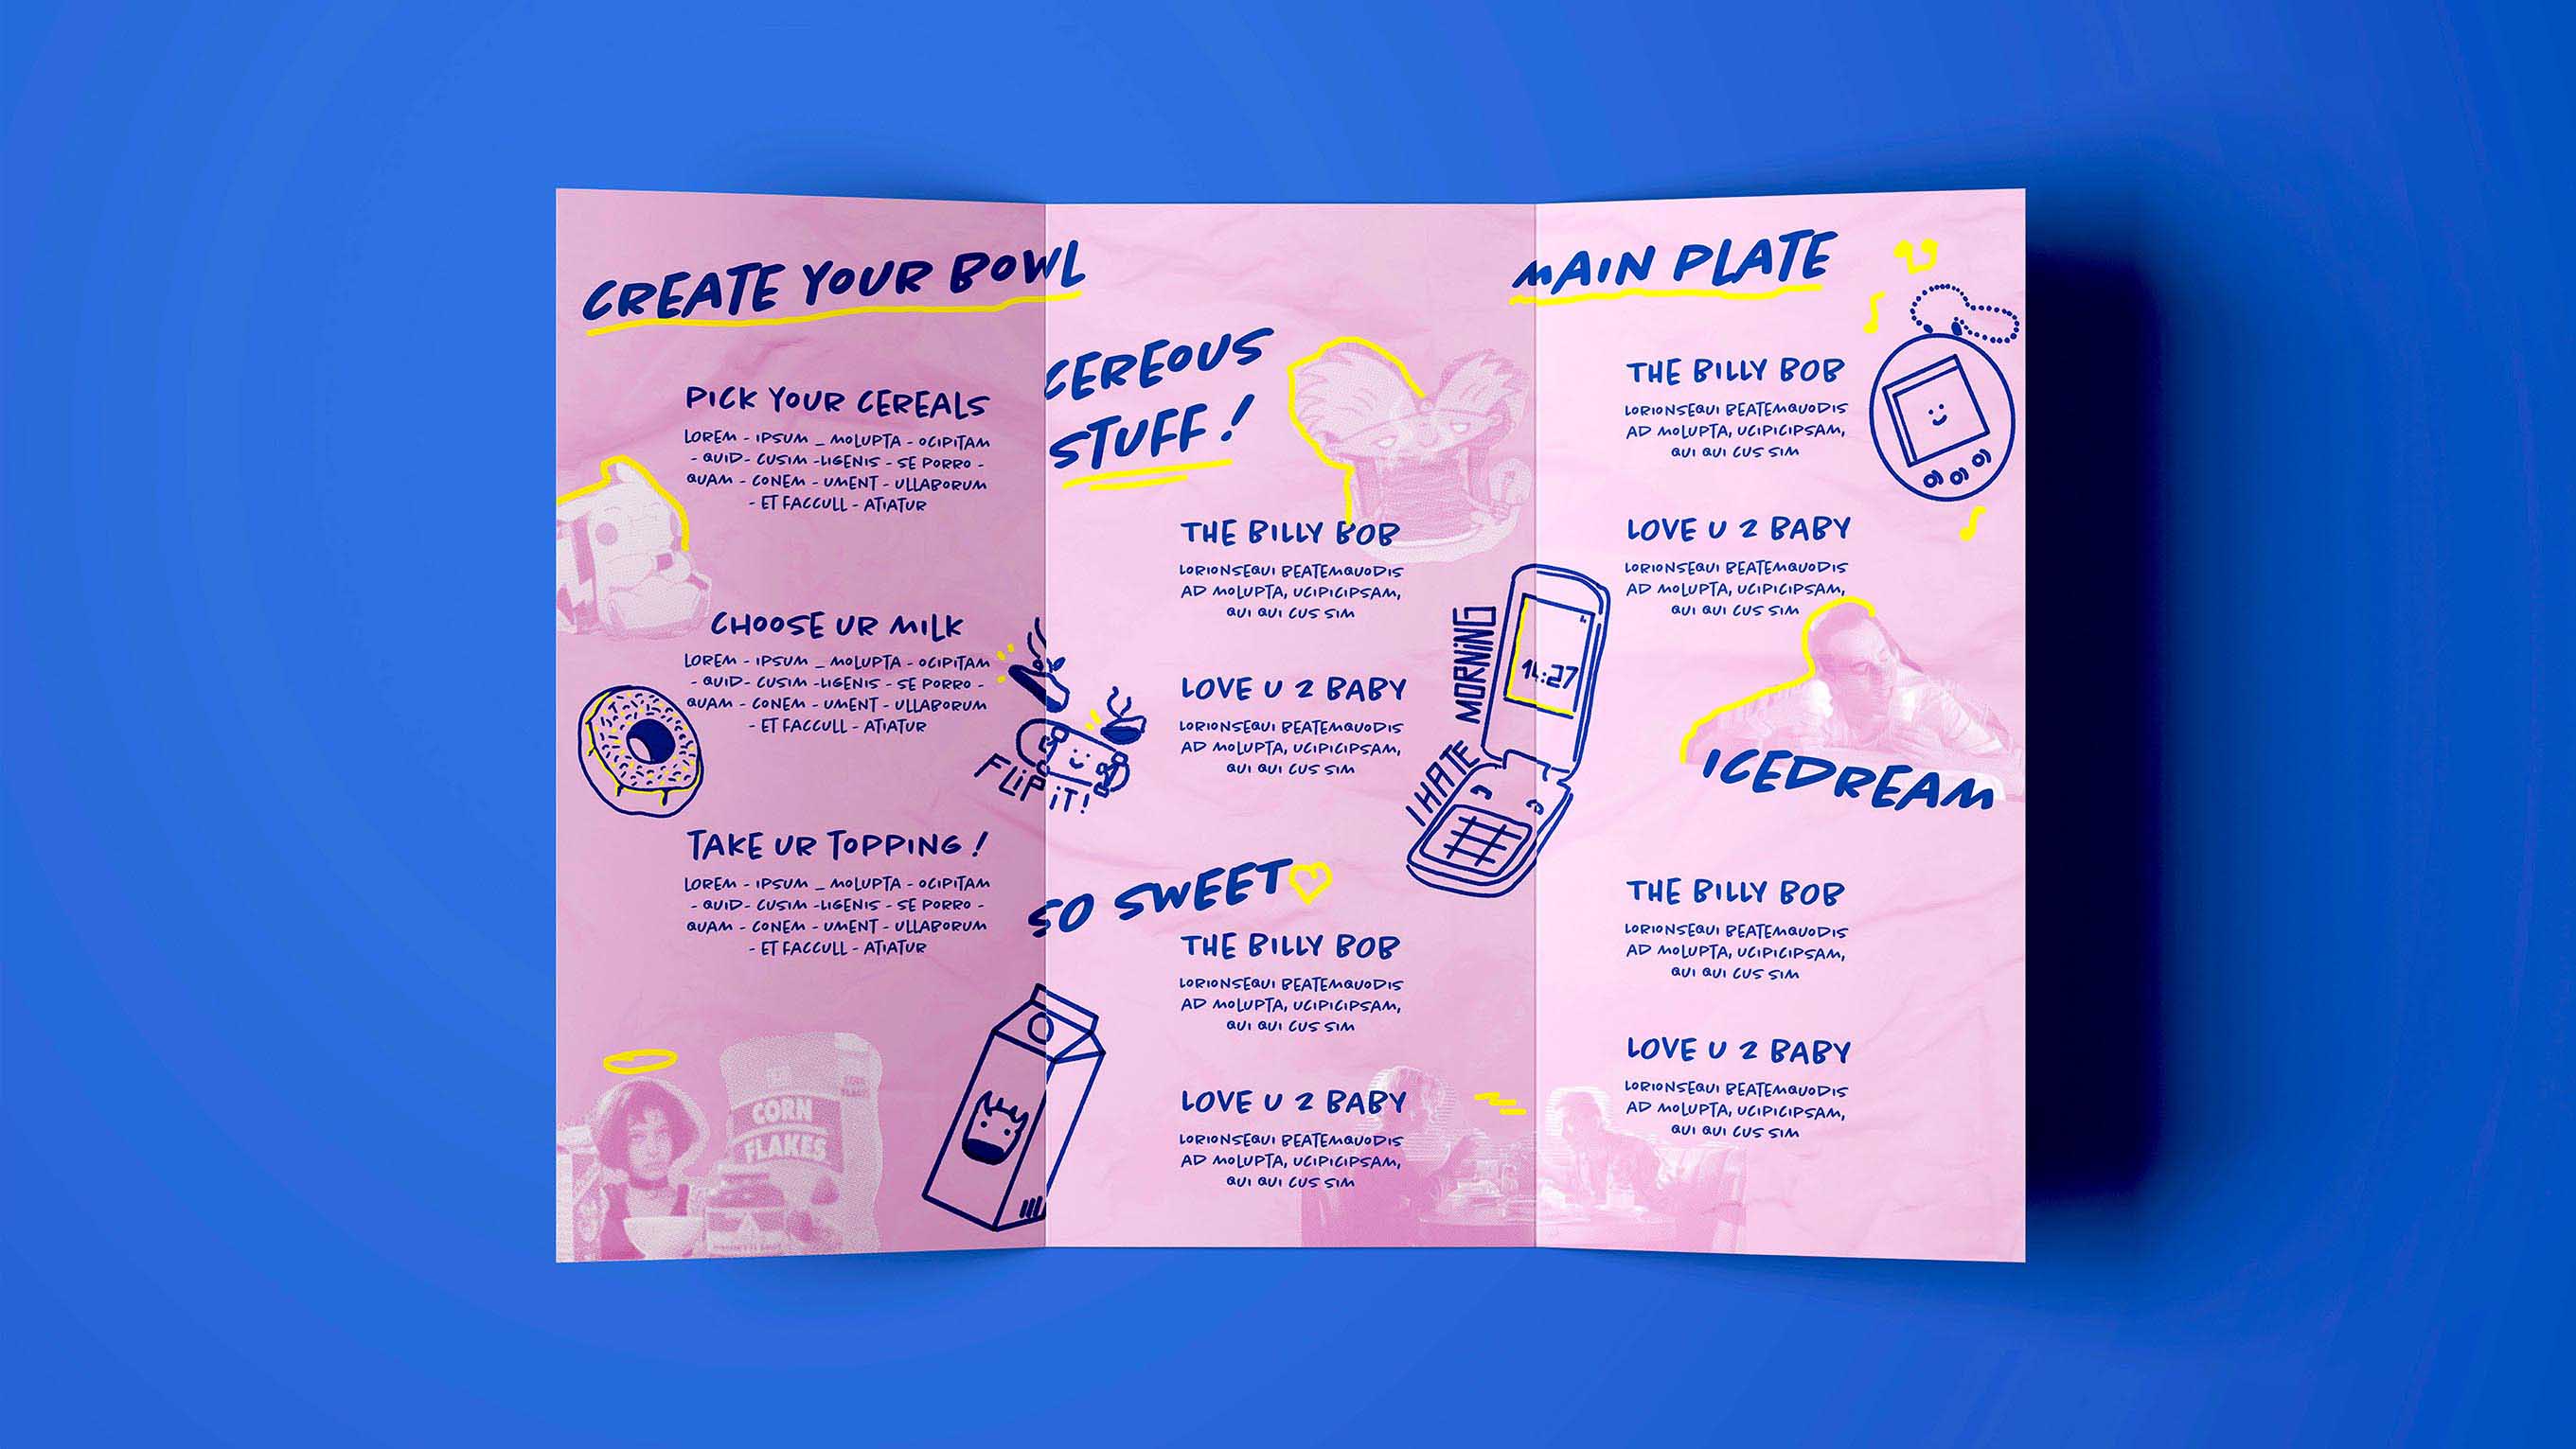 CREATE YOUR BOWL
PICK YOUR CEREALS
LOREM - IPSUM _ MOLUPTA - OCIPITAM
- QUID - CUSIM - LIGENIS - SE PORRO -
QUAM - CONEM - UMENT - ULLABORUM
- ET FACCULL - ATIATUR
CHOOSE UR MILK
LOREM - IPSUM _ MOLUPTA - OCIPITAM
- QUID - CUSIM - LIGENIS - SE PORRO -
QUAM - CONEM - UMENT - ULLABORUM
- ET FACCULL - ATIATUR
TAKE UR TOPPING !
LOREM - IPSUM _ MOLUPTA - OCIPITAM
- QUID - CUSIM - LIGENIS - SE PORRO -
QUAM - CONEM - UMENT - ULLABORUM
- ET FACCULL - ATIATUR
CORN
FLAKES
FLIP IT!
CEREOUS
STUFF !
THE BILLY BOB
LORIONSEQUI BEATEMQUODIS
AD MOLUPTA, UCIPICIPSAM,
QUI QUI CUS SIM
LOVE U 2 BABY
LORIONSEQUI BEATEMQUODIS
AD MOLUPTA, UCIPICIPSAM,
QUI QUI CUS SIM
SO SWEET
THE BILLY BOB
LORIONSEQUI BEATEMQUODIS
AD MOLUPTA, UCIPICIPSAM,
QUI QUI CUS SIM
LOVE U 2 BABY
LORIONSEQUI BEATEMQUODIS
AD MOLUPTA, UCIPICIPSAM,
QUI QUI CUS SIM
I HATE
MORNING
14:27
MAIN PLATE
THE BILLY BOB
LORIONSEQUI BEATEMQUODIS
AD MOLUPTA, UCIPICIPSAM,
QUI QUI CUS SIM
LOVE U 2 BABY
LORIONSEQUI BEATEMQUODIS
AD MOLUPTA, UCIPICIPSAM,
QUI QUI CUS SIM
ICEDREAM
THE BILLY BOB
LORIONSEQUI BEATEMQUODIS
AD MOLUPTA, UCIPICIPSAM,
QUI QUI CUS SIM
LOVE U 2 BABY
LORIONSEQUI BEATEMQUODIS
AD MOLUPTA, UCIPICIPSAM,
QUI QUI CUS SIM